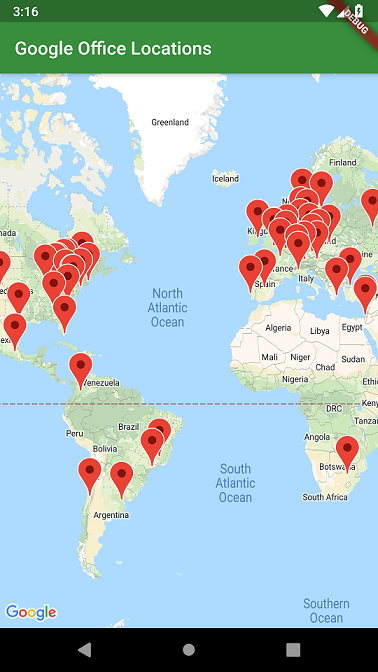 3:16
DEBUG
Google Office Locations
Greenland
Iceland
Finland
North
Atlantic
Ocean
Spain
Italy
Algeria
Libya
Egypt
Mali
Niger
Chad
Sudan
Nigeria
Venezuela
DRC
Peru
Brazil
Angola
Bolivia
Botswana
South
Atlantic
Ocean
South Africa
Argentina
Google
Southern
Ocean